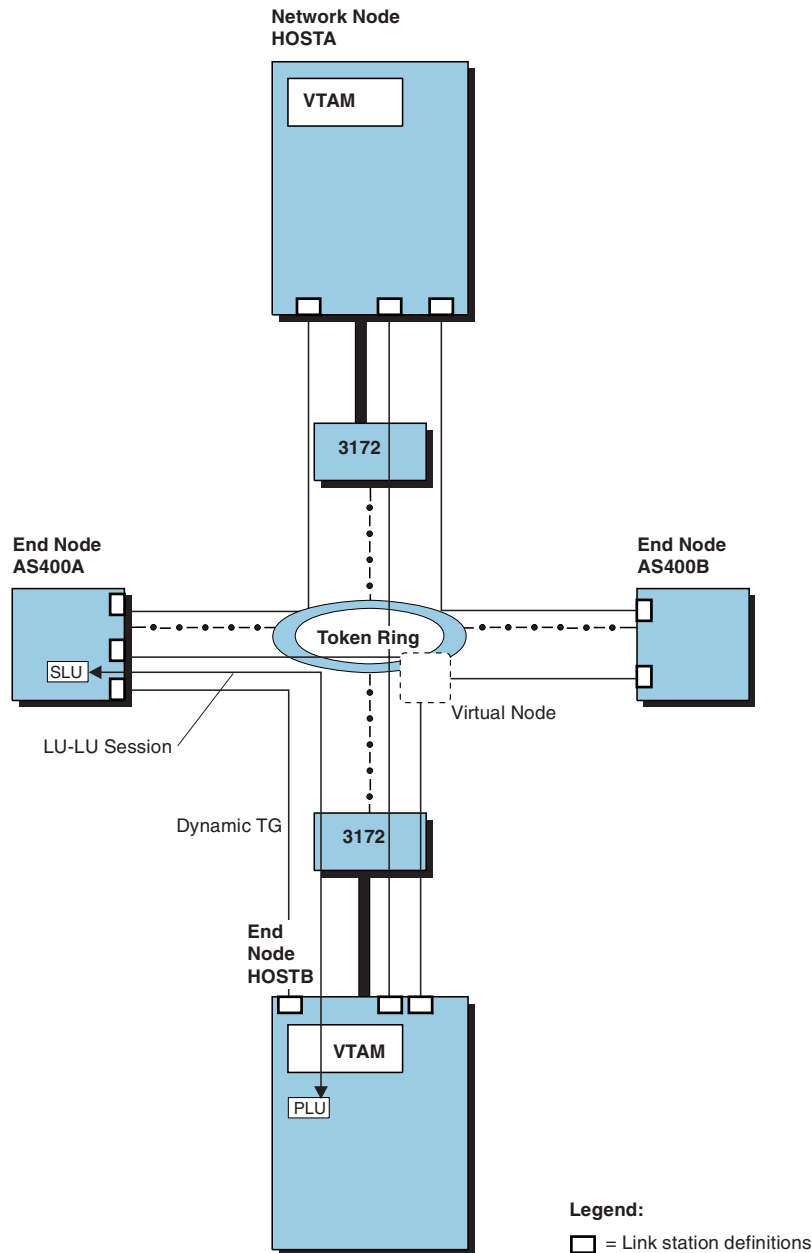 Network Node
HOSTA
VTAM
3172
End Node
AS400A
End Node
AS400B
Token Ring
SLU
Virtual Node
LU-LU Session
Dynamic TG
3172
End
Node
HOSTB
VTAM
PLU
Legend:
= Link station definitions